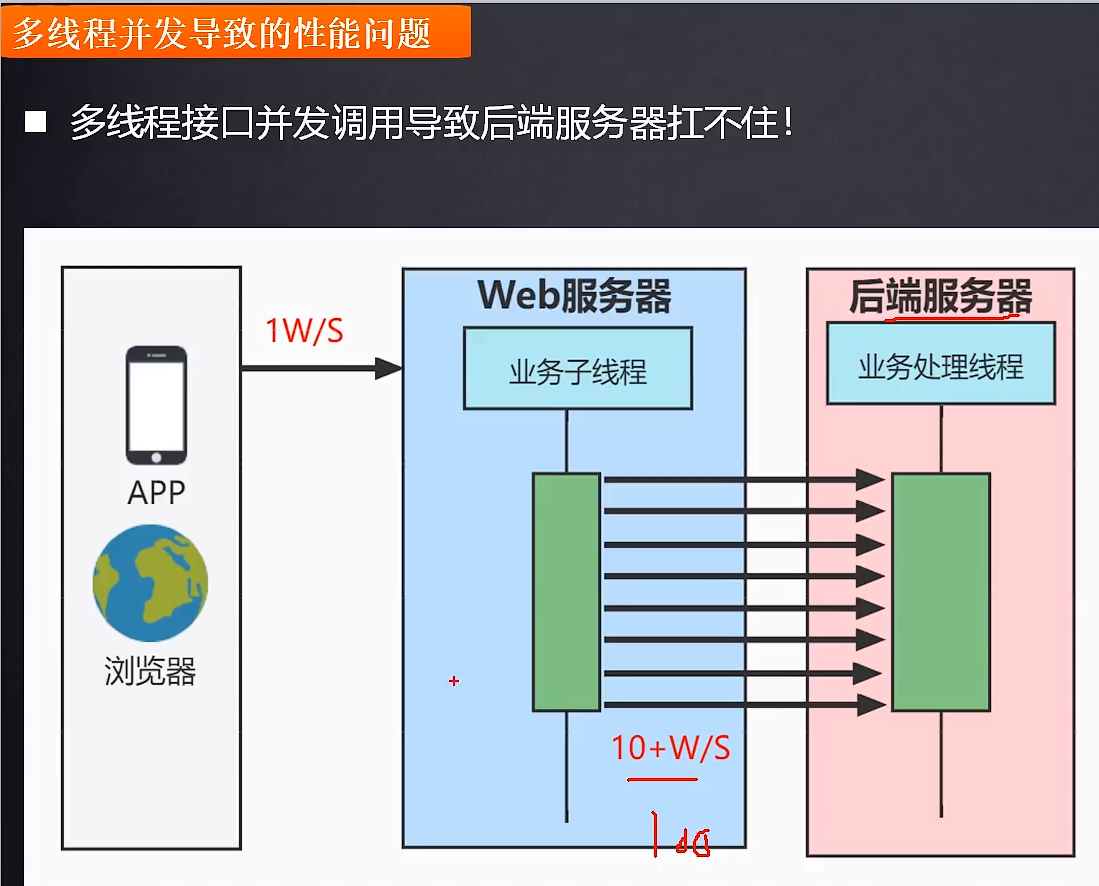 多线程并发导致的性能问题
多线程接口并发调用导致后端服务器扛不住!
1W/S
APP
浏览器
Web服务器
业务子线程
10+W/S
后端服务器
业务处理线程